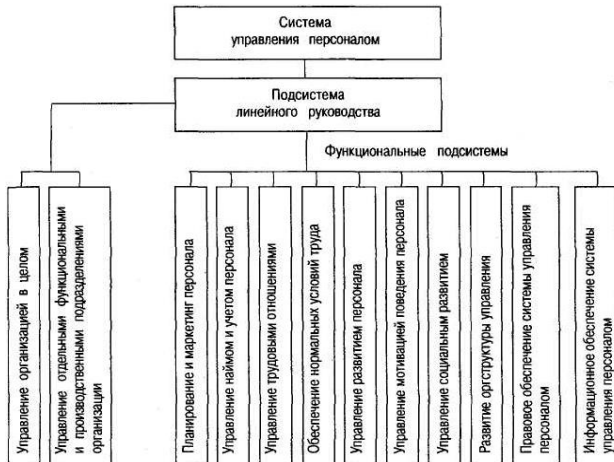 Система
управления персоналом
Подсистема
линейного руководства
Функциональные подсистемы
Управление организацией в целом
Управление отдельными функциональными
и производственными подразделениями
организации
Планирование и маркетинг персонала
Управление наймом и учетом персонала
Управление трудовыми отношениями
Обеспечение нормальных условий труда
Управление развитием персонала
Управление мотивацией поведения персонала
Управление социальным развитием
Развитие оргструктуры управления
Правовое обеспечение системы управления
персоналом
Информационное обеспечение системы
управления персоналом